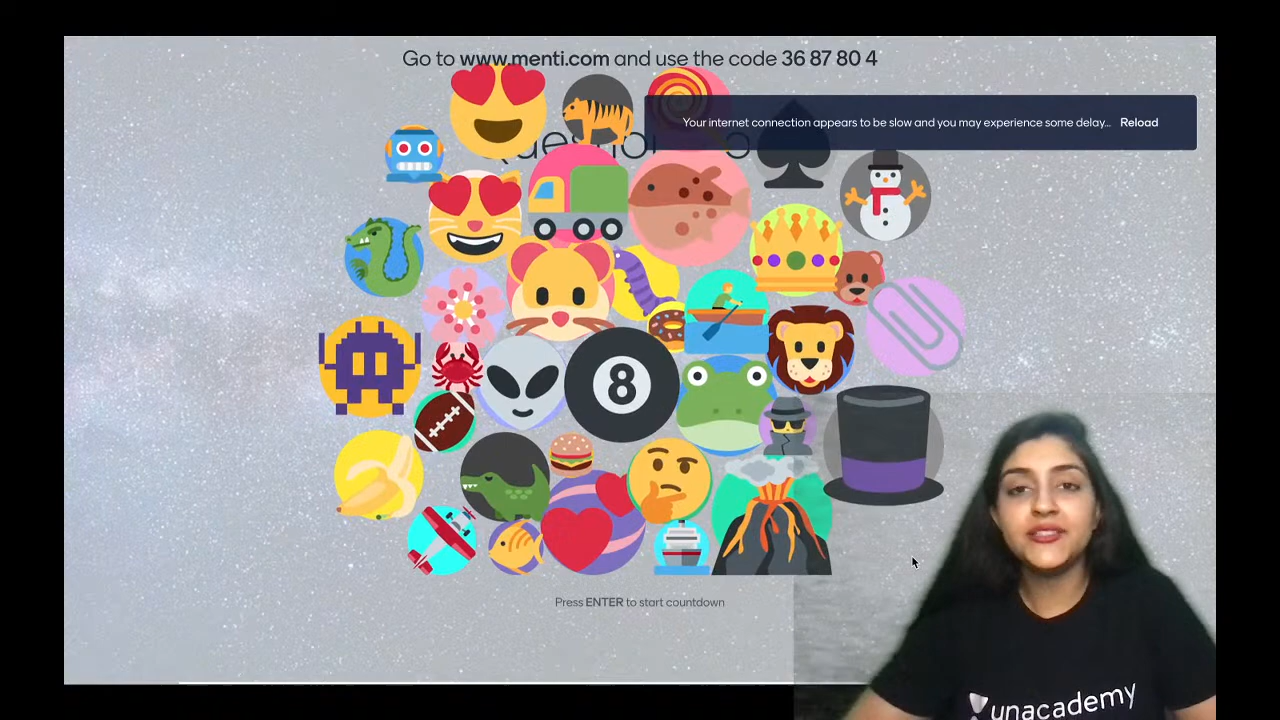 Go to www.menti.com and use the code 36 87 80 4
Your internet connection appears to be slow and you may experience some delay... Reload
8
Press ENTER to start countdown
unacademy